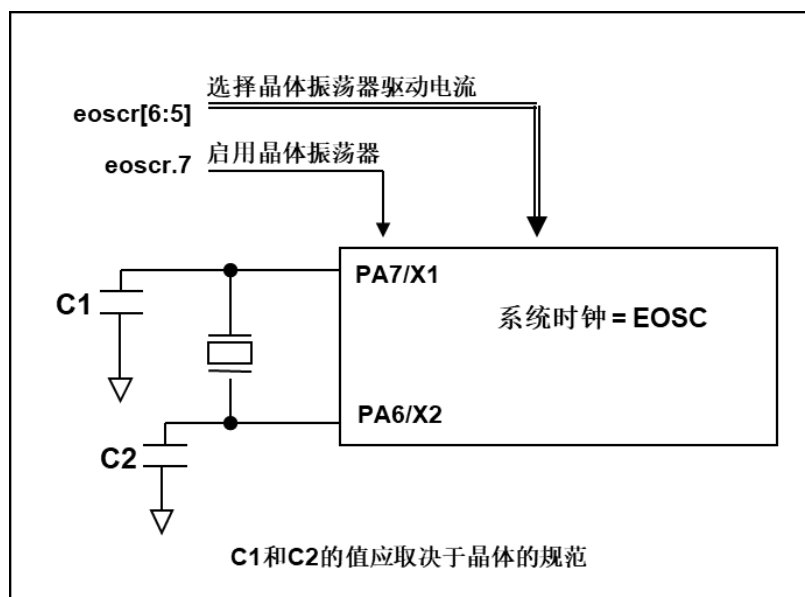 选择晶体振荡器驱动电流
eoscr[6:5]
启用晶体振荡器
eoscr.7
PA7/X1
C1
系统时钟 = EOSC
PA6/X2
C2
C1和C2的值应取决于晶体的规范